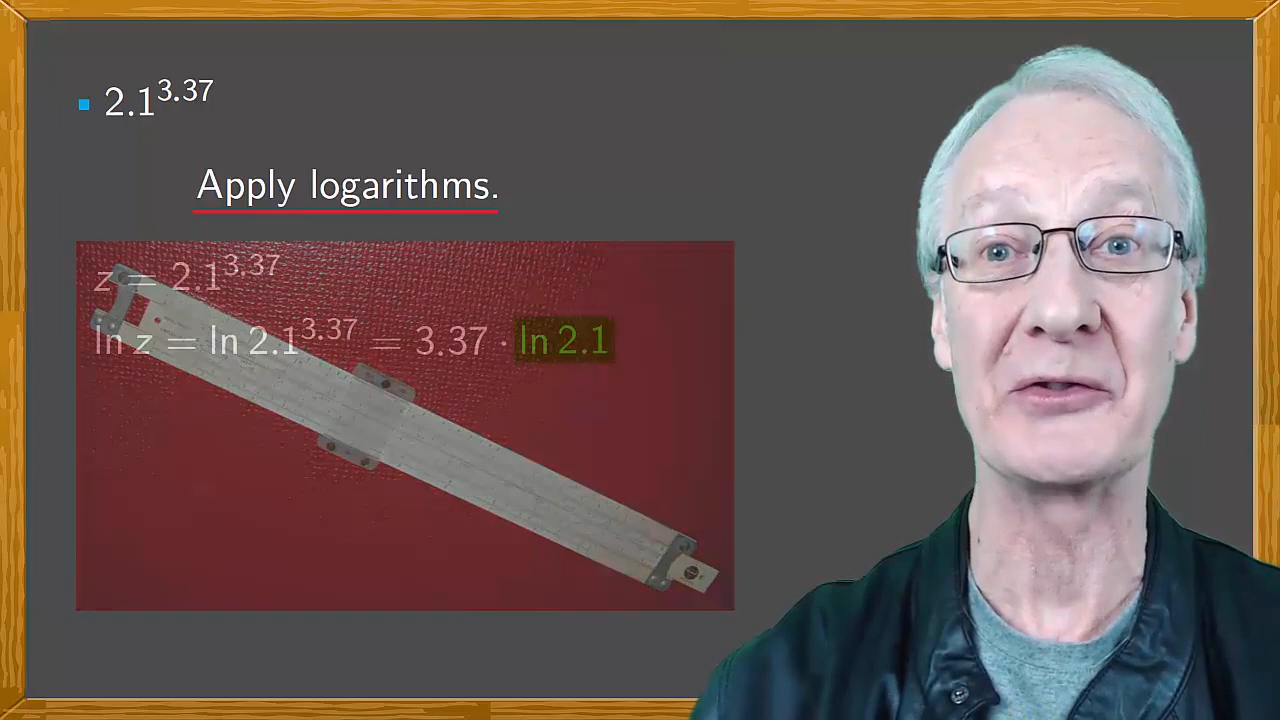 2.1^3.37
Apply logarithms.
z = 2.1^3.37
ln z = ln 2.1^3.37 = 3.37 · ln 2.1